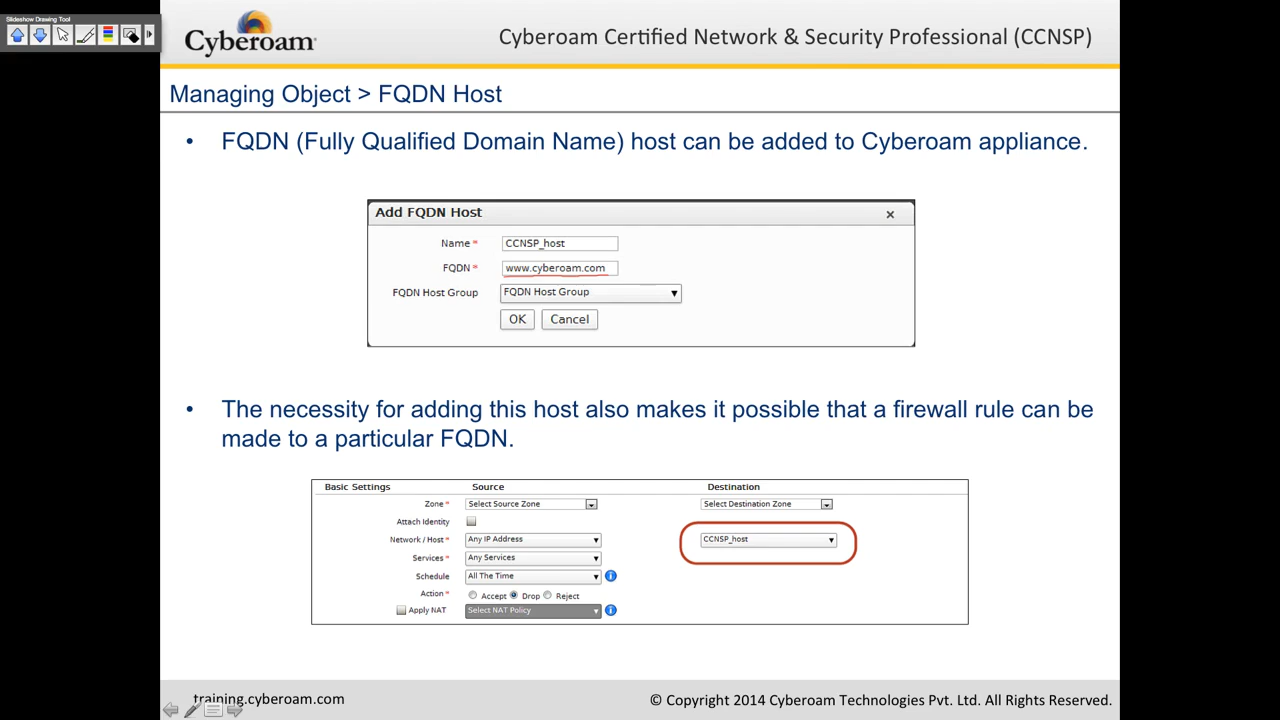 Slideshow Drawing Tool
Cyberoam
Cyberoam Certified Network & Security Professional (CCNSP)
Managing Object > FQDN Host
• FQDN (Fully Qualified Domain Name) host can be added to Cyberoam appliance.
Add FQDN Host
Name * CCNSP_host
FQDN * www.cyberoam.com
FQDN Host Group FQDN Host Group
OK Cancel
• The necessity for adding this host also makes it possible that a firewall rule can be
made to a particular FQDN.
Basic Settings Source Destination
Zone * Select Source Zone Select Destination Zone
Attach Identity
Network / Host * Any IP Address CCNSP_host
Services * Any Services
Schedule All The Time
Action * Accept Drop Reject
Apply NAT Select NAT Policy
training.cyberoam.com © Copyright 2014 Cyberoam Technologies Pvt. Ltd. All Rights Reserved.